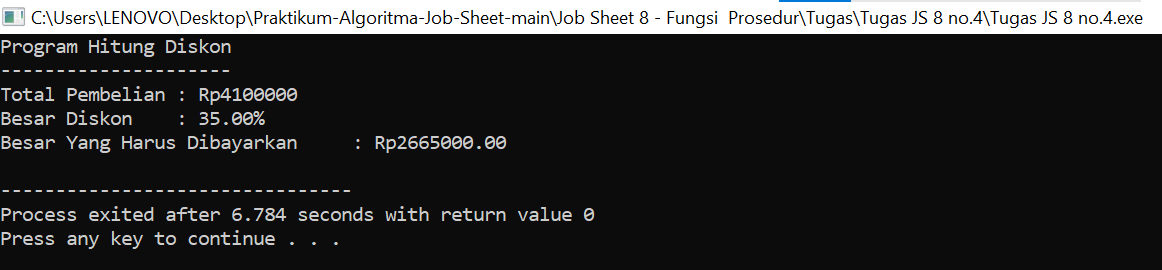 C:\Users\LENOVO\Desktop\Praktikum-Algoritma-Job-Sheet-main\Job Sheet 8 - Fungsi  Prosedur\Tugas\Tugas JS 8 no.4\Tugas JS 8 no.4.exe
Program Hitung Diskon
---------------------
Total Pembelian : Rp4100000
Besar Diskon    : 35.00%
Besar Yang Harus Dibayarkan     : Rp2665000.00
--------------------------------
Process exited after 6.784 seconds with return value 0
Press any key to continue . . .